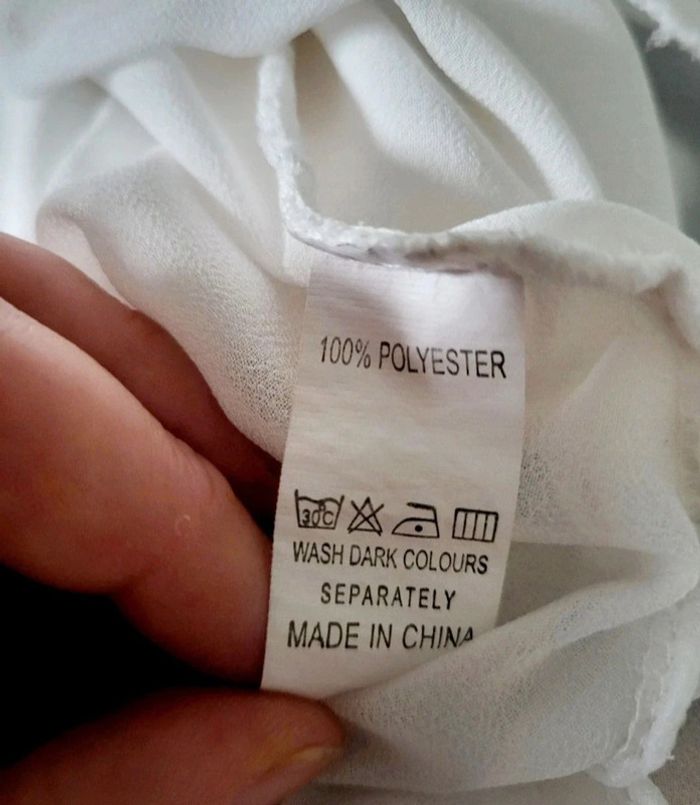 100% POLYESTER
30°C
WASH DARK COLOURS
SEPARATELY
MADE IN CHINA